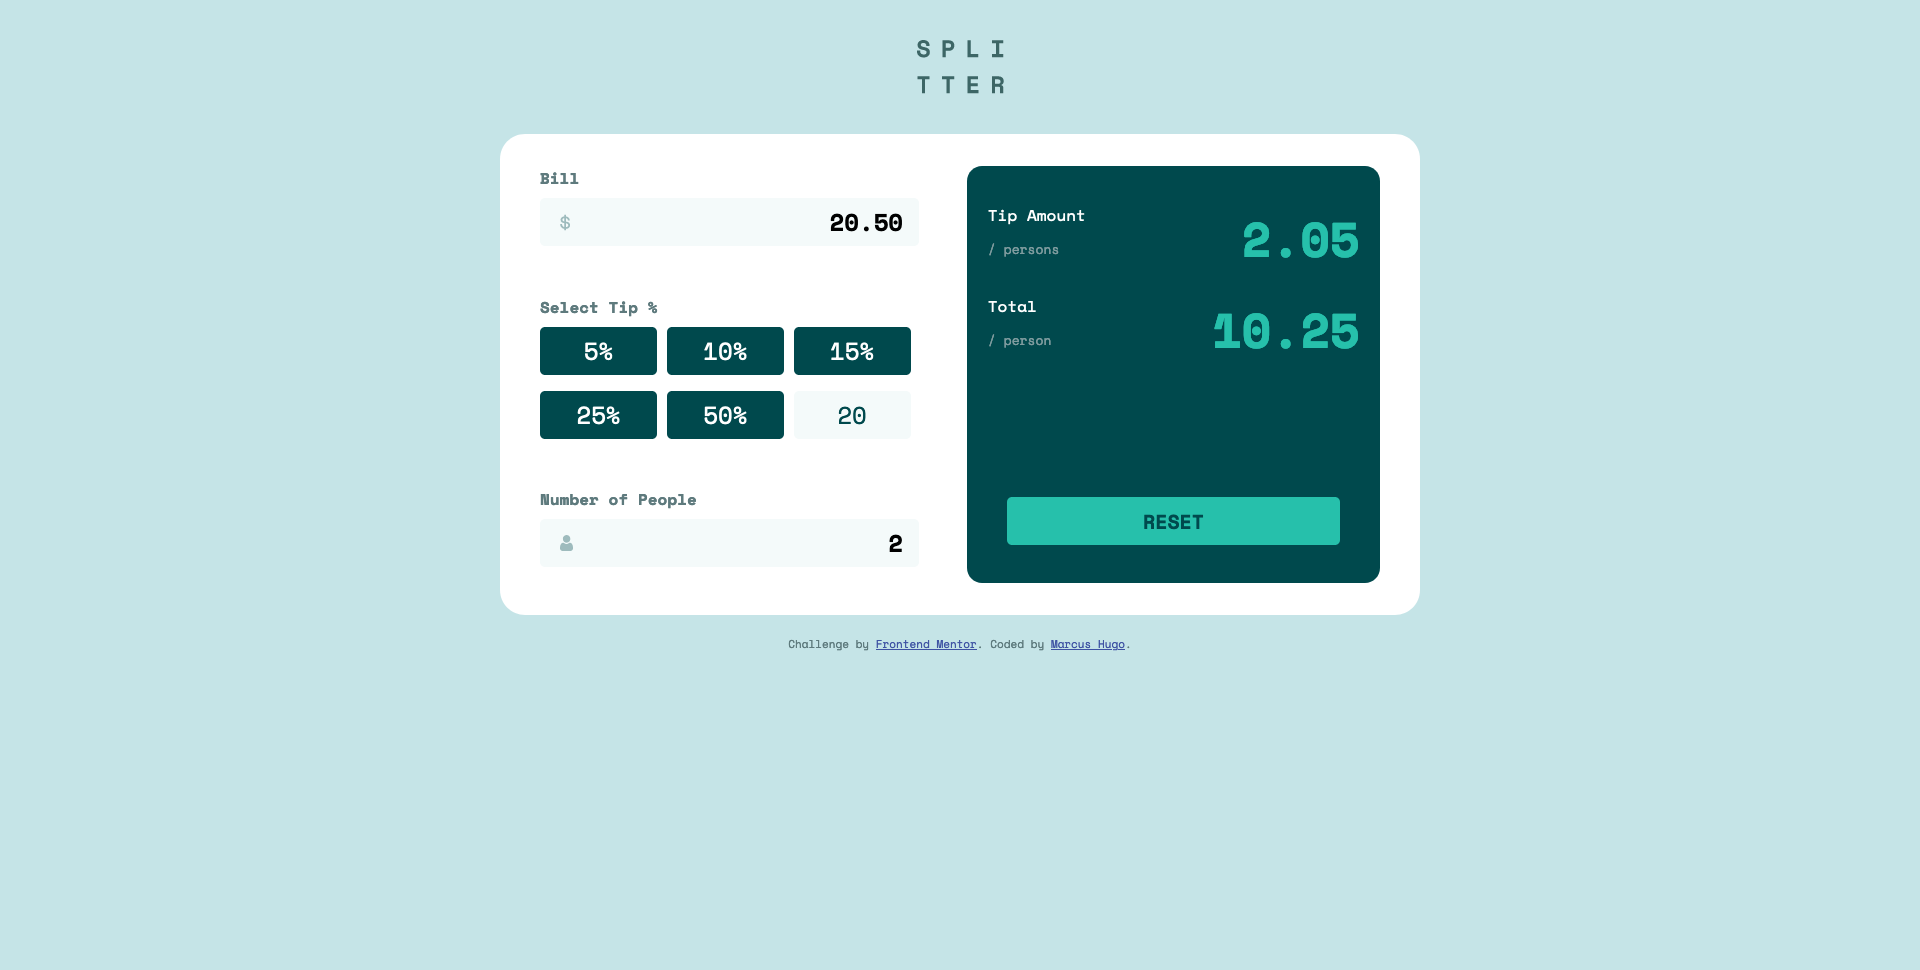 SPLI
TTER
Bill
$ 20.50
Select Tip %
5% 10% 15%
25% 50% 20
Number of People
2
Tip Amount
/ persons
2.05
Total
/ person
10.25
RESET
Challenge by Frontend Mentor. Coded by Marcus Hugo.